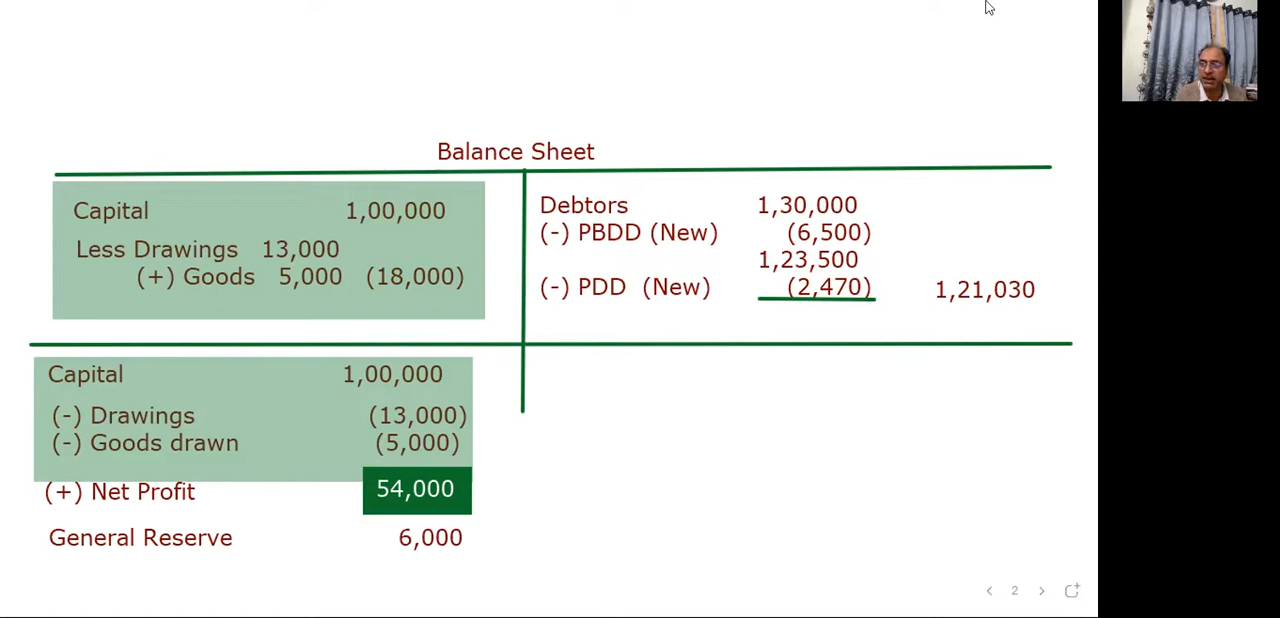 Balance Sheet
Capital 1,00,000
Less Drawings 13,000
(+) Goods 5,000 (18,000)
Debtors 1,30,000
(-) PBDD (New) (6,500)
1,23,500
(-) PDD (New) (2,470) 1,21,030
Capital 1,00,000
(-) Drawings (13,000)
(-) Goods drawn (5,000)
(+) Net Profit 54,000
General Reserve 6,000
2